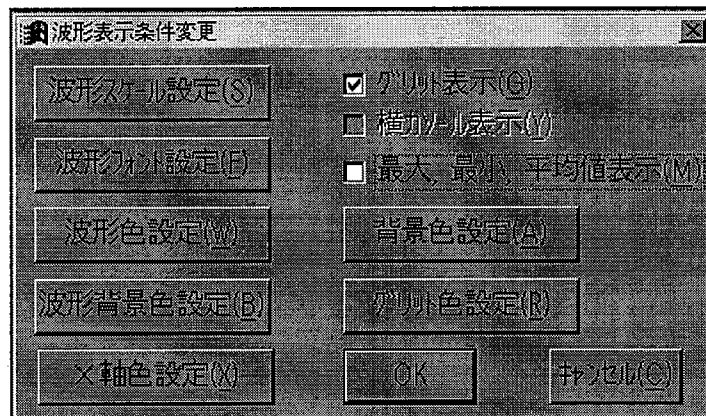 波形表示条件変更
波形スケール設定(S)
グリット表示(G)
横カーソル表示(Y)
波形フォント設定(F)
最大, 最小, 平均値表示(M)
波形色設定(W)
背景色設定(A)
波形背景色設定(B)
グリット色設定(R)
X軸色設定(X)
OK
キャンセル(C)